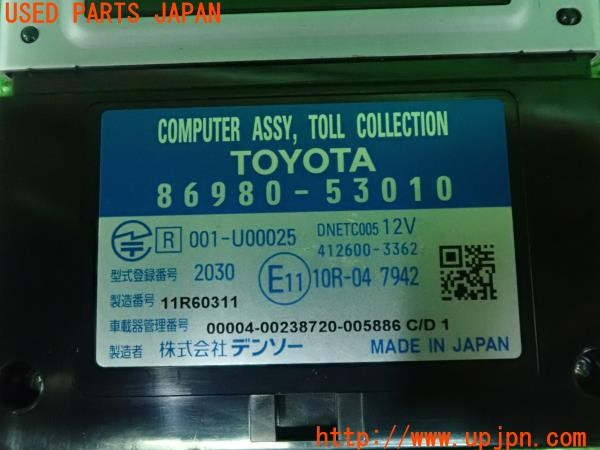 USED PARTS JAPAN
COMPUTER ASSY, TOLL COLLECTION
TOYOTA
86980-53010
R 001-U00025 DNETC005 12V
412600-3362
型式登録番号 2030 E11 10R-04 7942
製造番号 11R60311
車載器管理番号 00004-00238720-005886 C/D 1
製造者 株式会社デンソー MADE IN JAPAN
http://www.upjpn.com